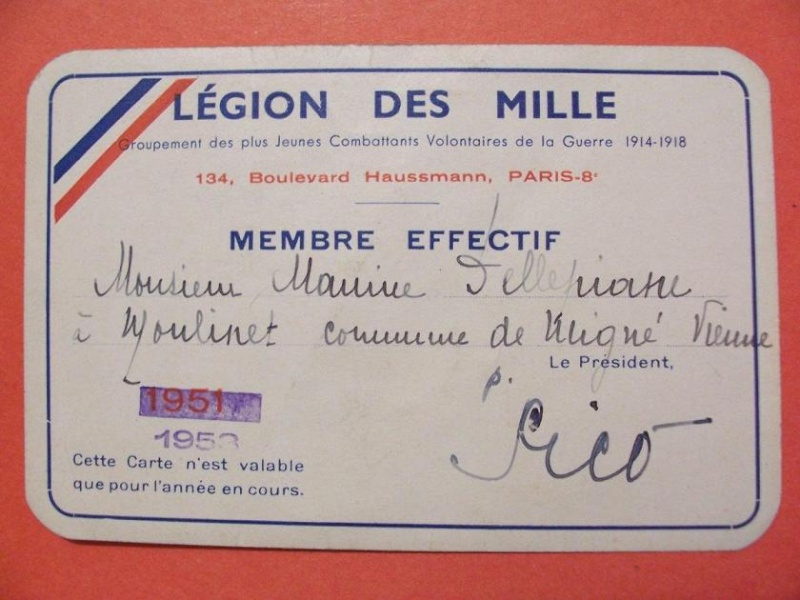 LÉGION DES MILLE
Groupement des plus Jeunes Combattants Volontaires de la Guerre 1914-1918
134, Boulevard Haussmann, PARIS-8e
MEMBRE EFFECTIF
Monsieur Maurice Dellepiane
à Moulinet commune de Migné Vienne
Le Président,
p.
1951
1953
Cette Carte n'est valable
que pour l'année en cours.